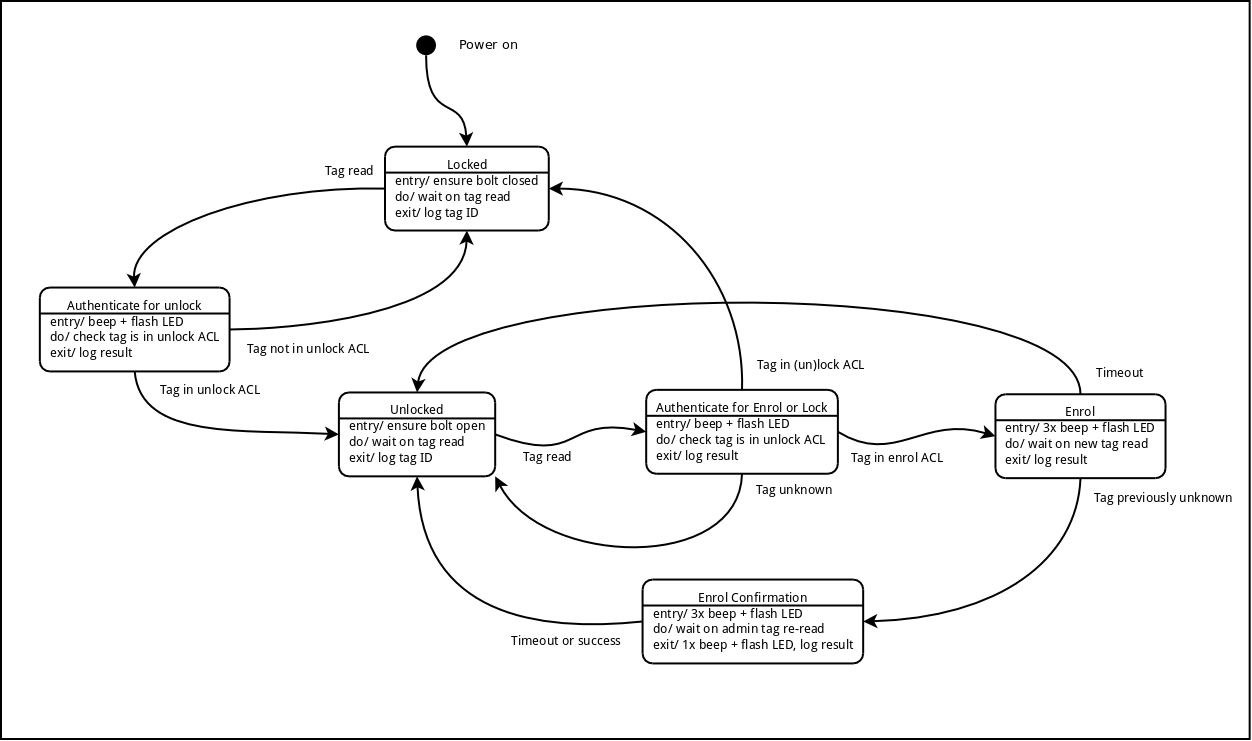 Power on
Tag read
Locked
entry/ ensure bolt closed
do/ wait on tag read
exit/ log tag ID
Authenticate for unlock
entry/ beep + flash LED
do/ check tag is in unlock ACL
exit/ log result
Tag not in unlock ACL
Tag in unlock ACL
Unlocked
entry/ ensure bolt open
do/ wait on tag read
exit/ log tag ID
Tag read
Tag in (un)lock ACL
Authenticate for Enrol or Lock
entry/ beep + flash LED
do/ check tag is in unlock ACL
exit/ log result
Tag in enrol ACL
Tag unknown
Timeout
Enrol
entry/ 3x beep + flash LED
do/ wait on new tag read
exit/ log result
Tag previously unknown
Enrol Confirmation
entry/ 3x beep + flash LED
do/ wait on admin tag re-read
exit/ 1x beep + flash LED, log result
Timeout or success